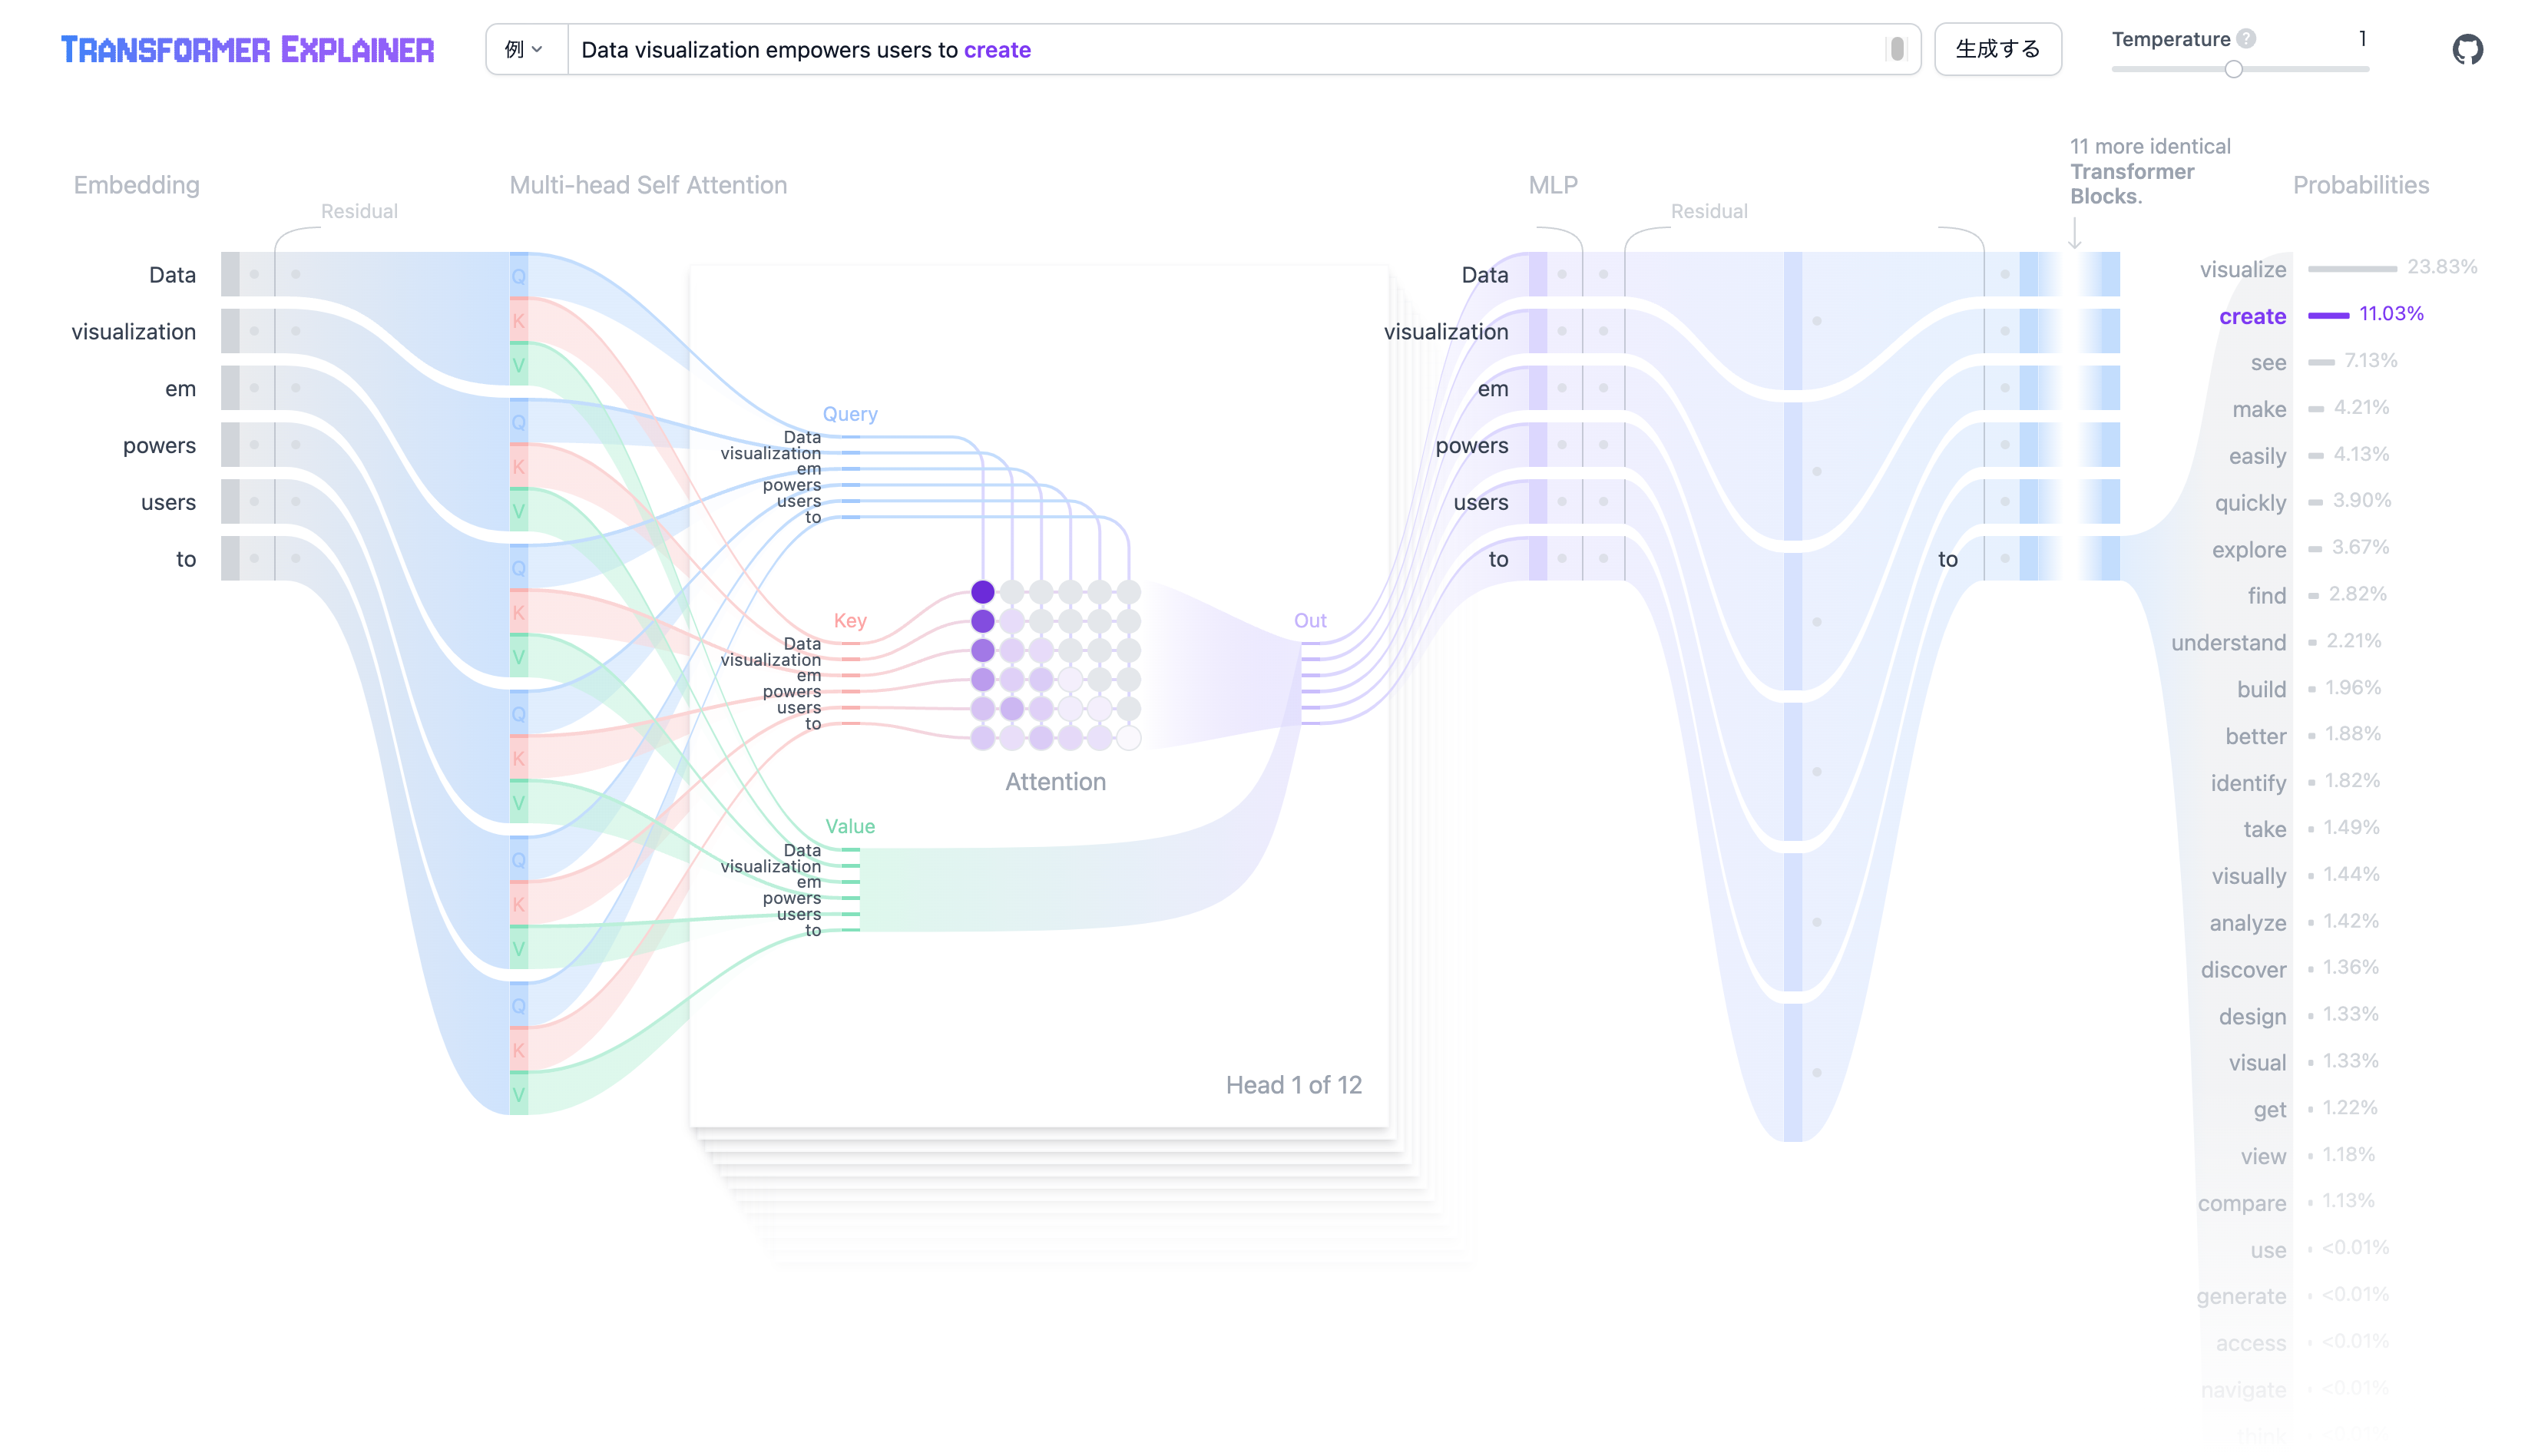 TRANSFORMER EXPLAINER
例
Data visualization empowers users to create
生成する
Temperature ?
1
Embedding
Residual
Multi-head Self Attention
MLP
Residual
11 more identical
Transformer
Blocks.
Probabilities
Data
visualization
em
powers
users
to
Q
K
V
Q
K
V
Q
K
V
Q
K
V
Q
K
V
Q
K
V
Query
Data
visualization
em
powers
users
to
Key
Data
visualization
em
powers
users
to
Attention
Value
Data
visualization
em
powers
users
to
Out
Head 1 of 12
Data
visualization
em
powers
users
to
to
visualize 23.83%
create 11.03%
see 7.13%
make 4.21%
easily 4.13%
quickly 3.90%
explore 3.67%
find 2.82%
understand 2.21%
build 1.96%
better 1.88%
identify 1.82%
take 1.49%
visually 1.44%
analyze 1.42%
discover 1.36%
design 1.33%
visual 1.33%
get 1.22%
view 1.18%
compare 1.13%
use <0.01%
generate <0.01%
access <0.01%
navigate <0.01%
think <0.01%